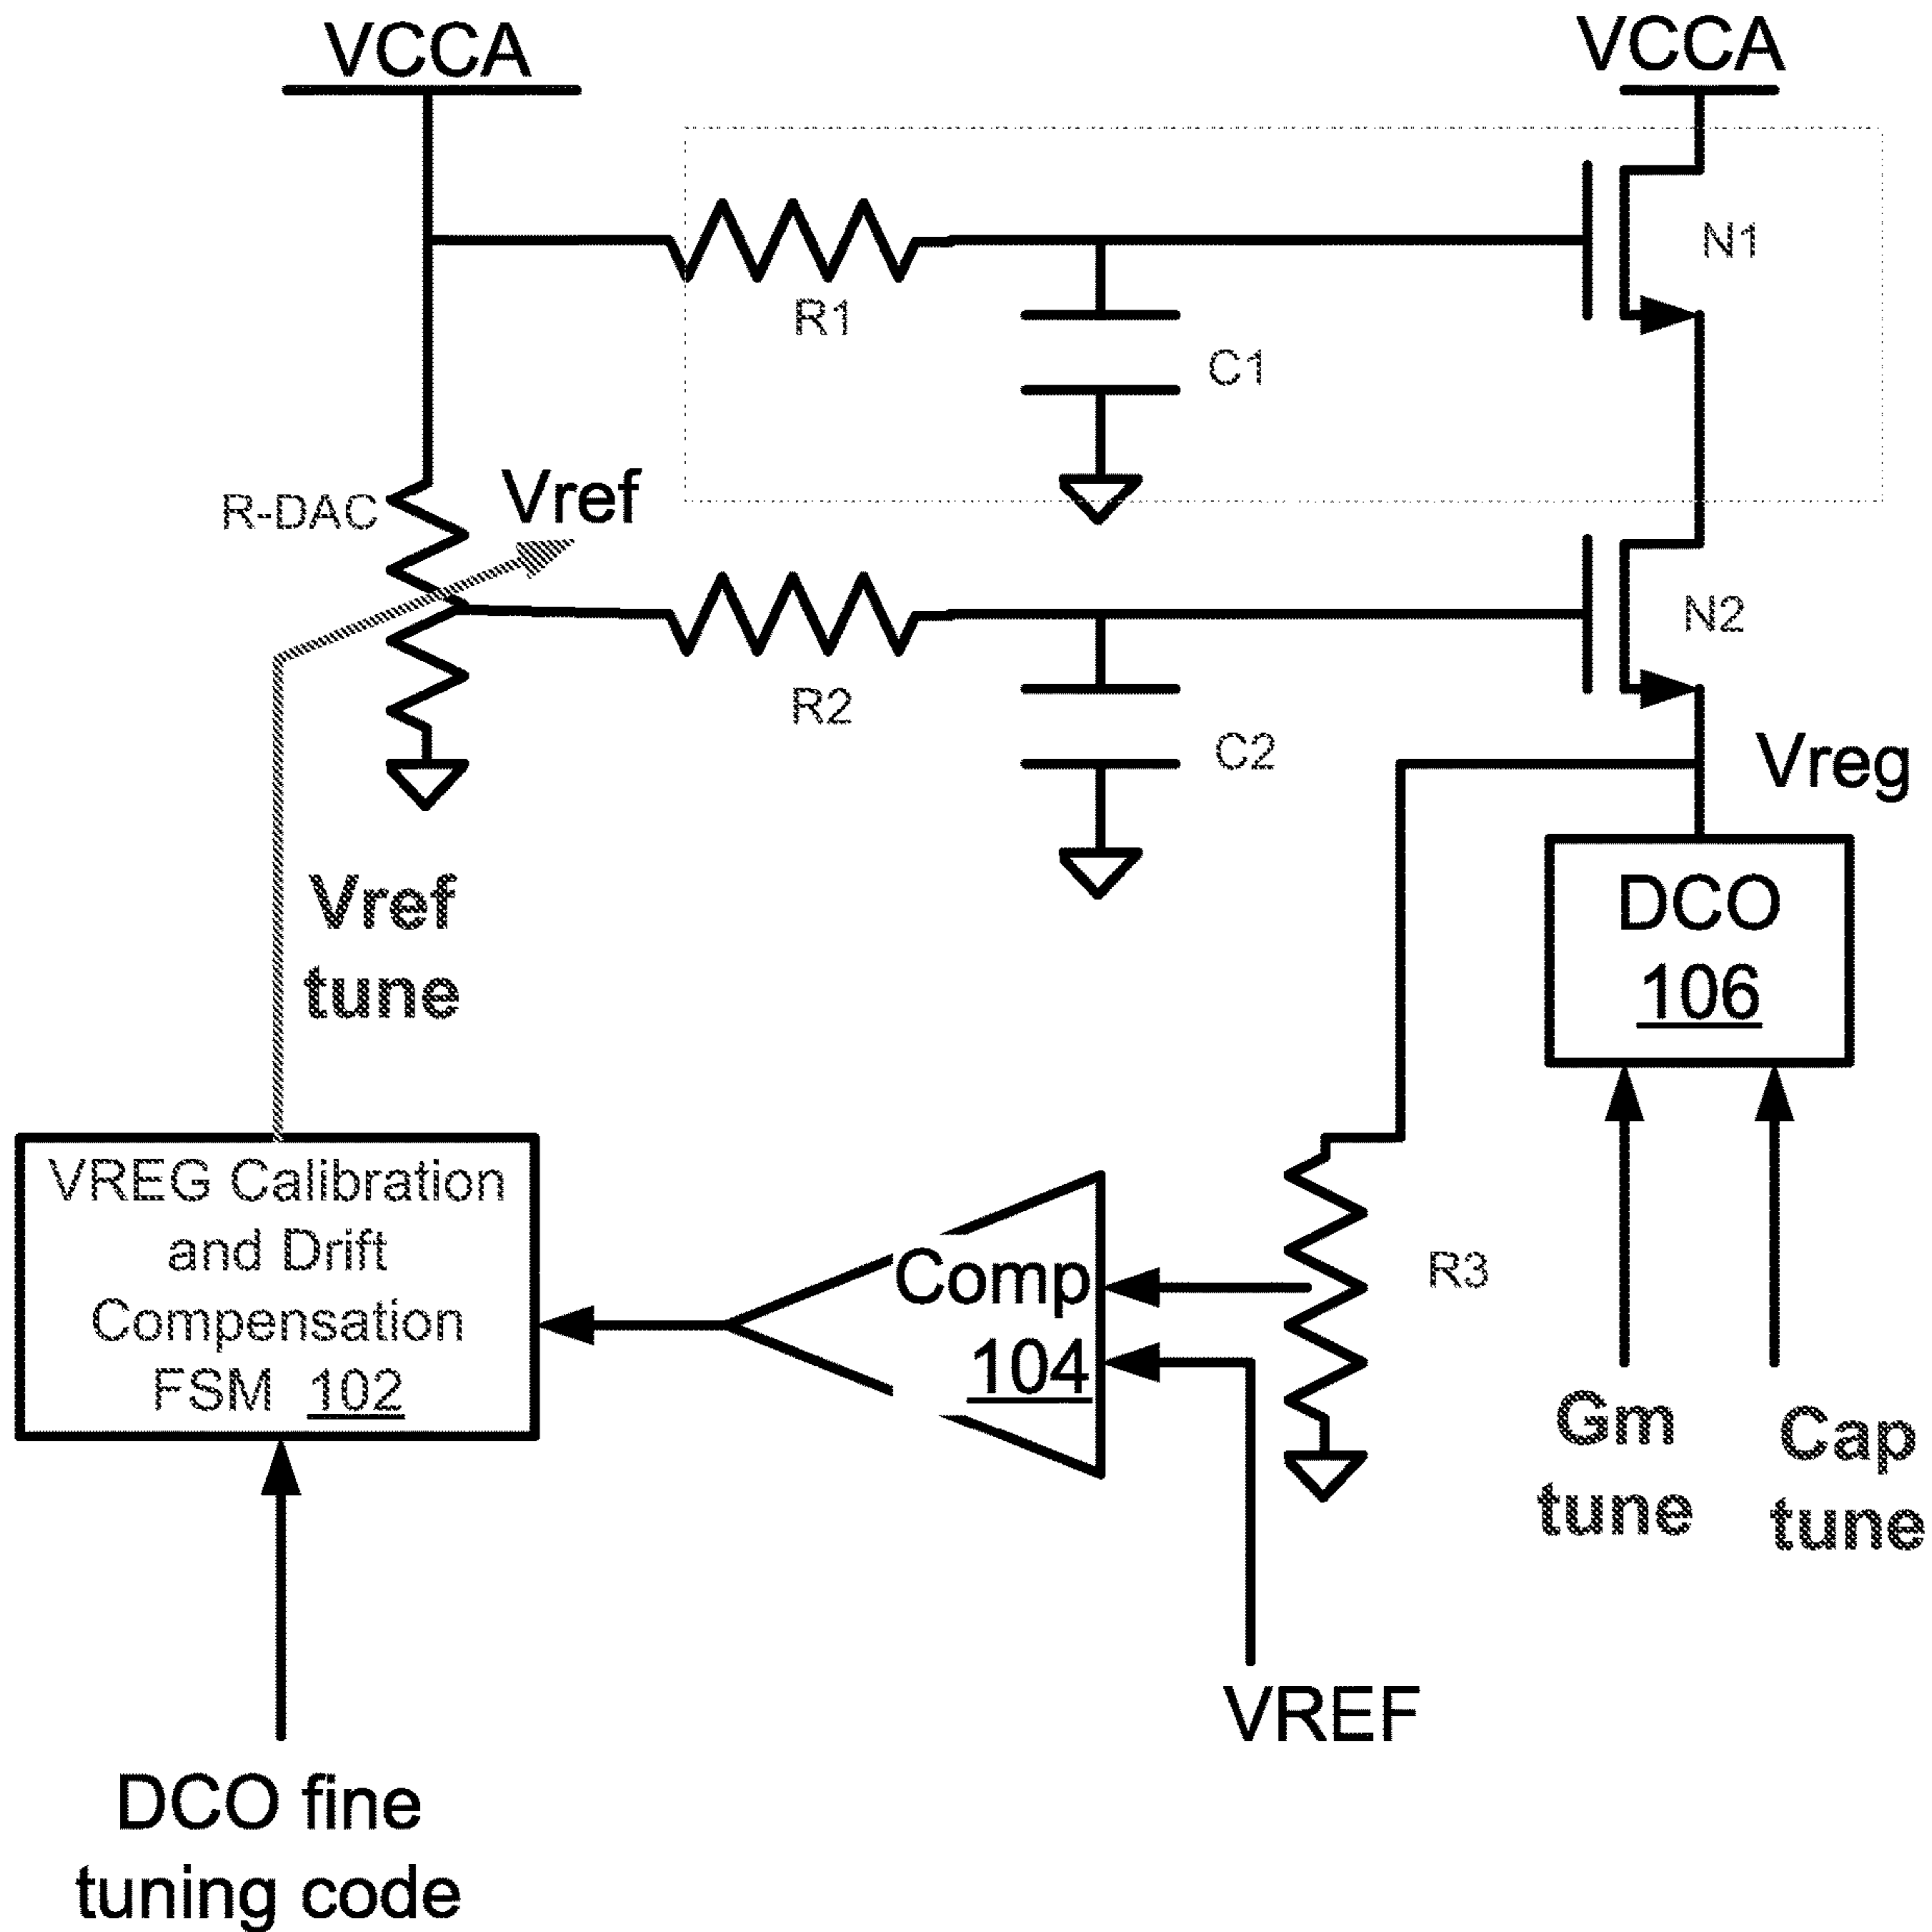 VCCA
VCCA
N1
R1
C1
R-DAC
Vref
N2
R2
C2
Vreg
Vref
tune
DCO
106
VREG Calibration
and Drift
Compensation
FSM 102
Comp
104
R3
Gm
tune
Cap
tune
VREF
DCO fine
tuning code